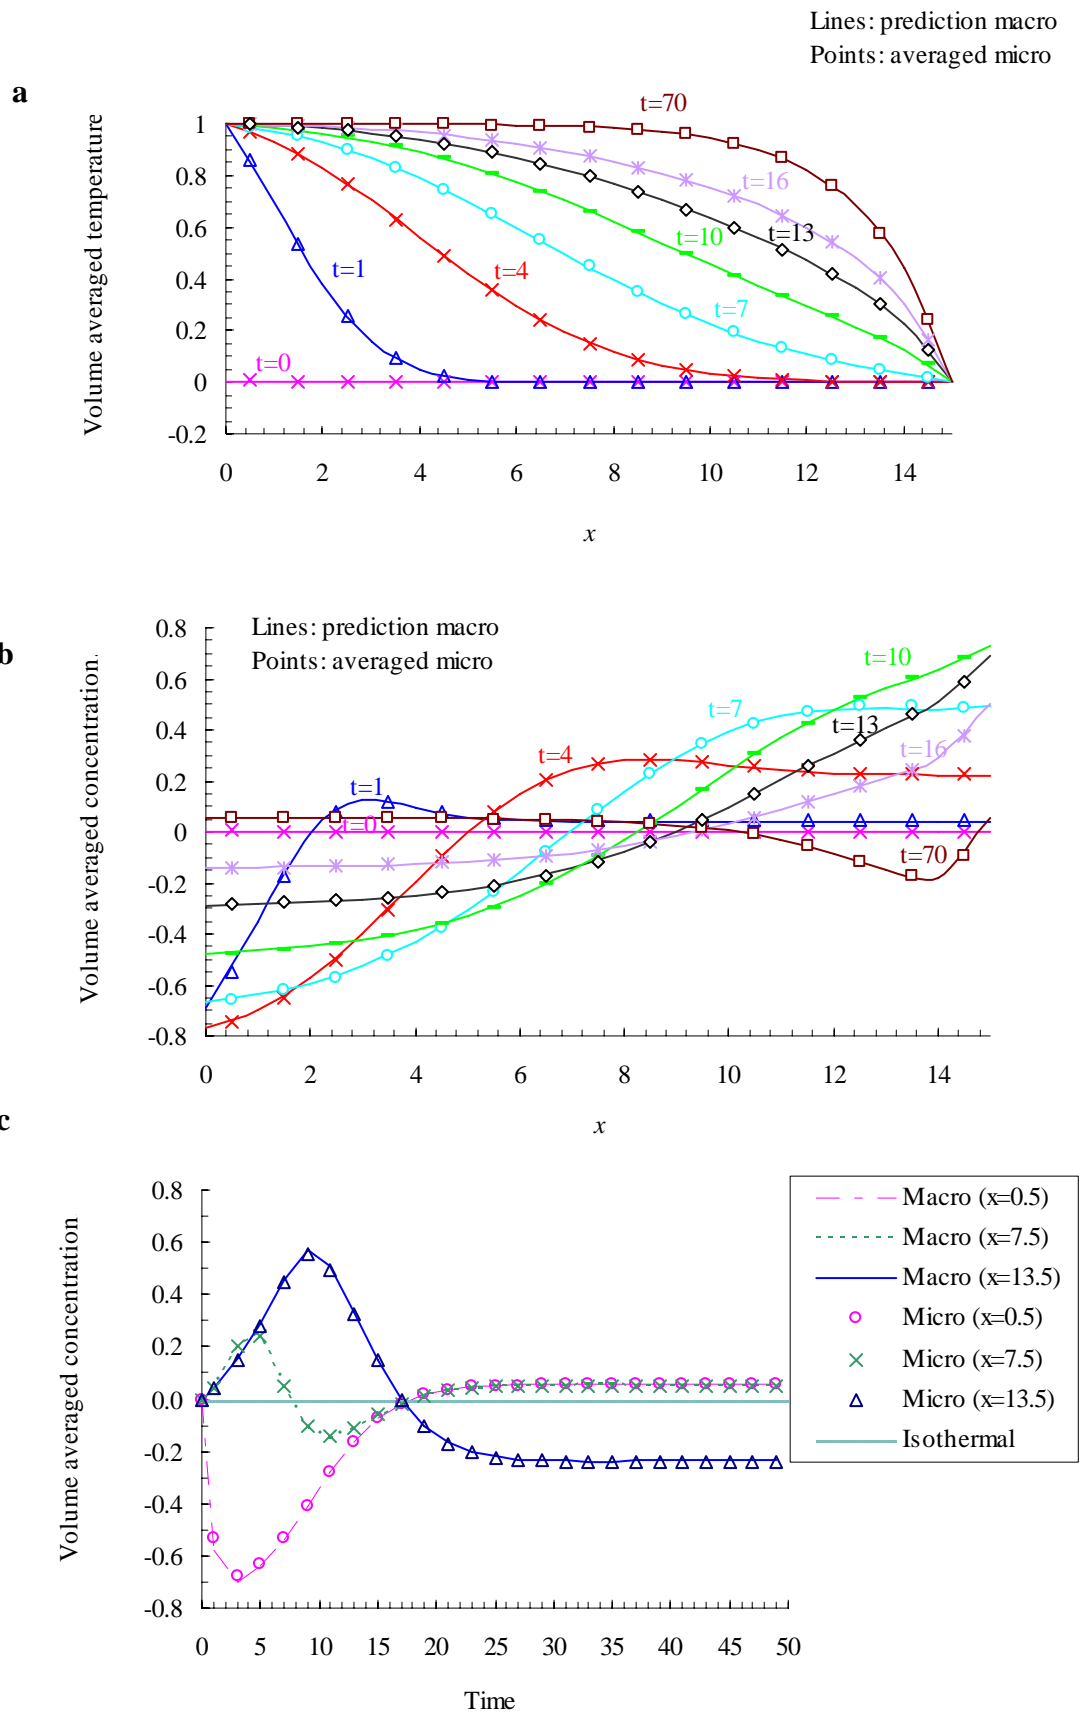 Lines: prediction macro
Points: averaged micro
a
Volume averaged temperature
1
0.8
0.6
0.4
0.2
0
-0.2
t=70
t=16
t=13
t=10
t=7
t=4
t=1
t=0
0 2 4 6 8 10 12 14
x
b
Lines: prediction macro
Points: averaged micro
Volume averaged concentration.
0.8
0.6
0.4
0.2
0
-0.2
-0.4
-0.6
-0.8
t=10
t=7
t=13
t=16
t=4
t=1
t=0
t=70
0 2 4 6 8 10 12 14
x
c
Volume averaged concentration
0.8
0.6
0.4
0.2
0.0
-0.2
-0.4
-0.6
-0.8
0 5 10 15 20 25 30 35 40 45 50
Time
Macro (x=0.5)
Macro (x=7.5)
Macro (x=13.5)
Micro (x=0.5)
Micro (x=7.5)
Micro (x=13.5)
Isothermal